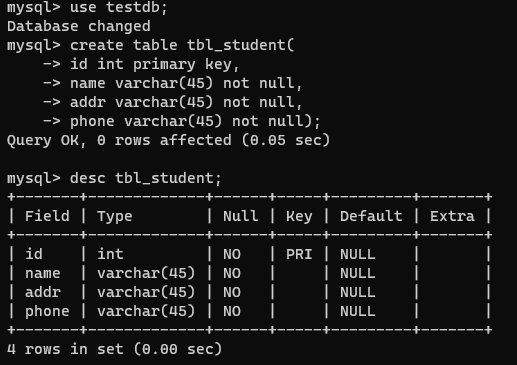 mysql> use testdb;
Database changed
mysql> create table tbl_student(
    -> id int primary key,
    -> name varchar(45) not null,
    -> addr varchar(45) not null,
    -> phone varchar(45) not null);
Query OK, 0 rows affected (0.05 sec)

mysql> desc tbl_student;
+-------+-------------+------+-----+---------+-------+
| Field | Type        | Null | Key | Default | Extra |
+-------+-------------+------+-----+---------+-------+
| id    | int         | NO   | PRI | NULL    |       |
| name  | varchar(45) | NO   |     | NULL    |       |
| addr  | varchar(45) | NO   |     | NULL    |       |
| phone | varchar(45) | NO   |     | NULL    |       |
+-------+-------------+------+-----+---------+-------+
4 rows in set (0.00 sec)